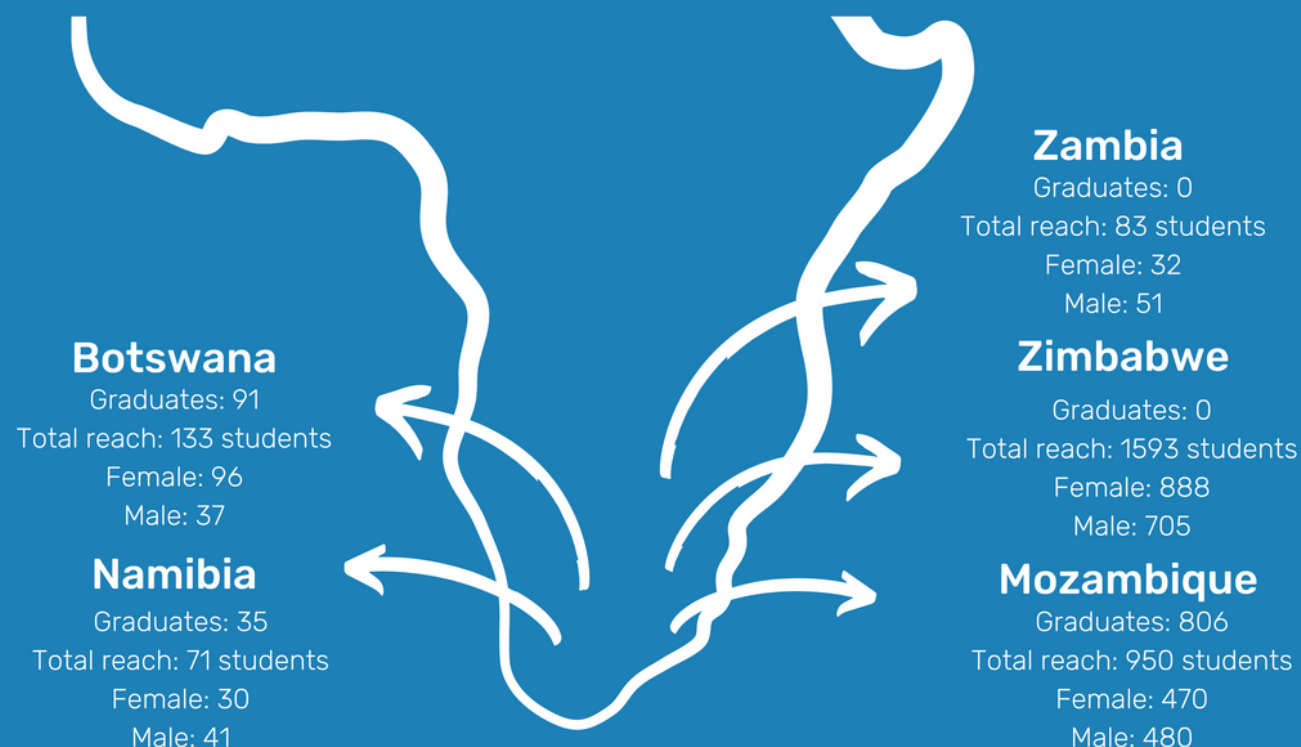 Zambia
Graduates: 0
Total reach: 83 students
Female: 32
Male: 51
Botswana
Graduates: 91
Total reach: 133 students
Female: 96
Male: 37
Zimbabwe
Graduates: 0
Total reach: 1593 students
Female: 888
Male: 705
Namibia
Graduates: 35
Total reach: 71 students
Female: 30
Male: 41
Mozambique
Graduates: 806
Total reach: 950 students
Female: 470
Male: 480